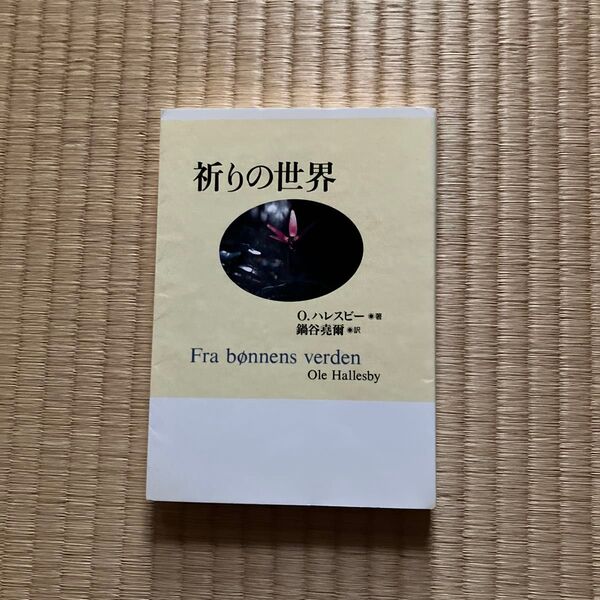 祈りの世界
O.ハレスビー◉著
鍋谷堯爾◉訳
Fra bønnens verden
Ole Hallesby